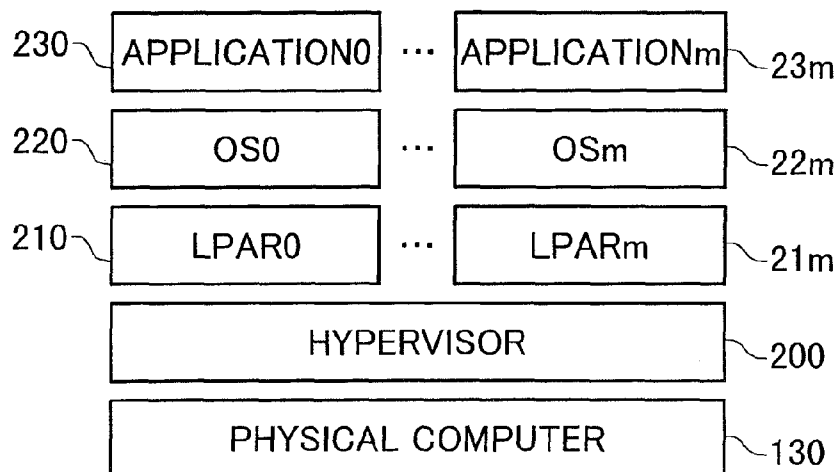 230 APPLICATION0 ... APPLICATIONm 23m
220 OS0 ... OSm 22m
210 LPAR0 ... LPARm 21m
HYPERVISOR 200
PHYSICAL COMPUTER 130